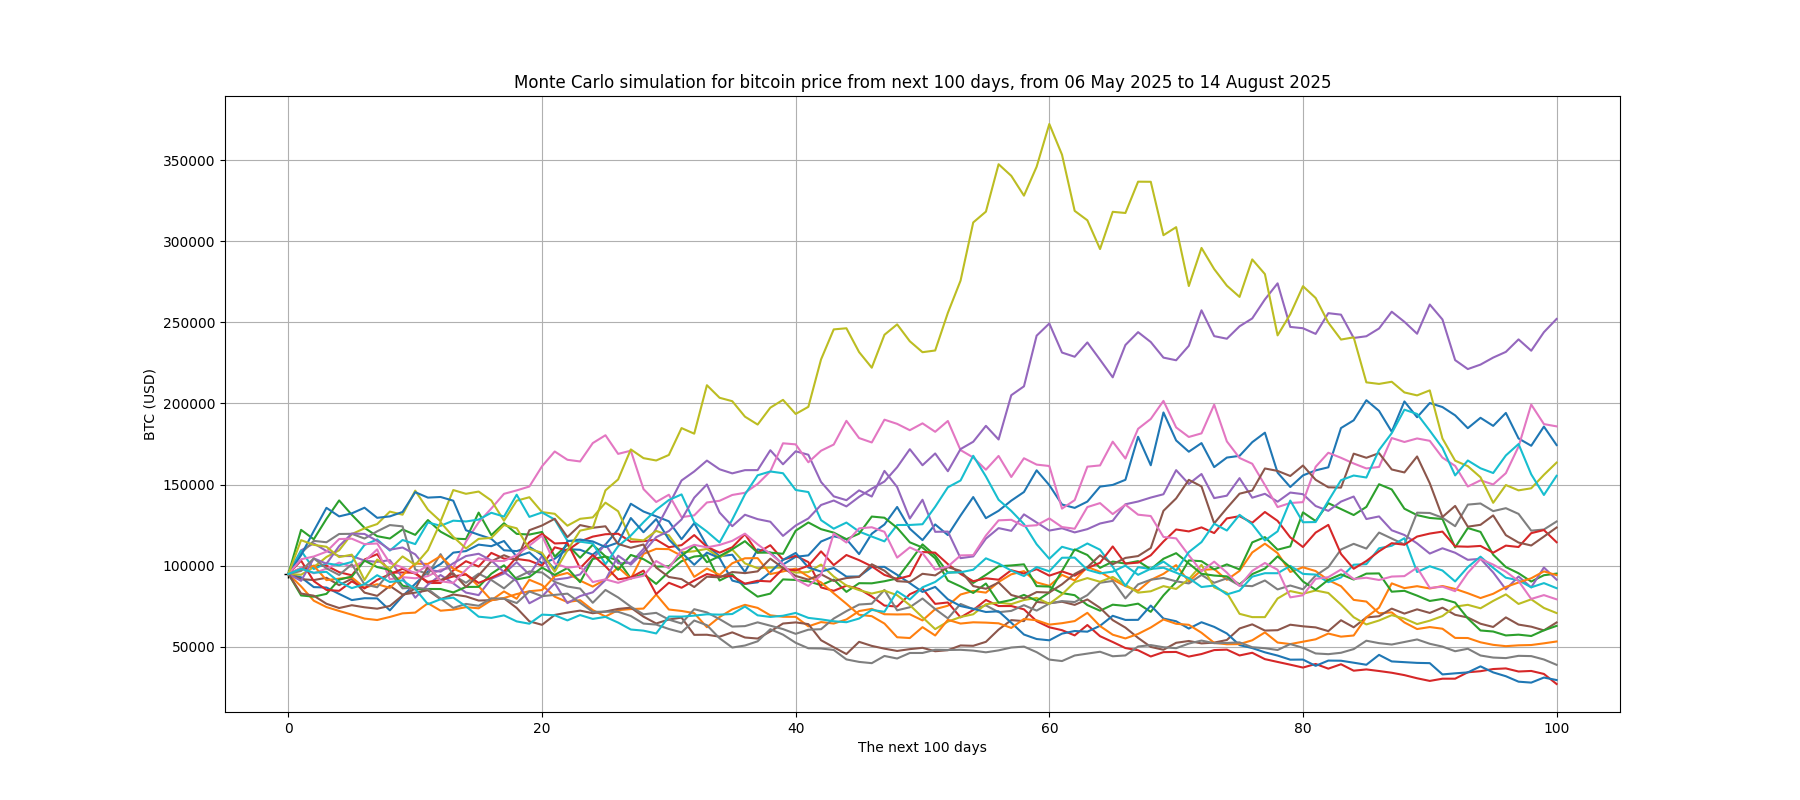 Monte Carlo simulation for bitcoin price from next 100 days, from 06 May 2025 to 14 August 2025
350000
300000
250000
200000
150000
100000
50000
BTC (USD)
0 20 40 60 80 100
The next 100 days